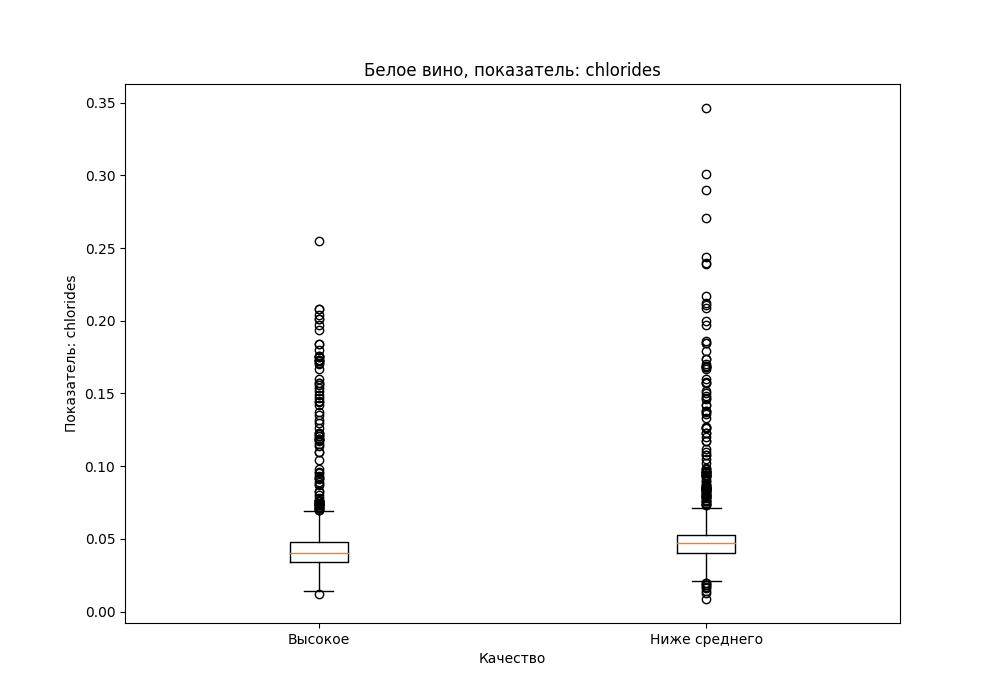 Белое вино, показатель: chlorides
Показатель: chlorides
0.35
0.30
0.25
0.20
0.15
0.10
0.05
0.00
Высокое Ниже среднего
Качество